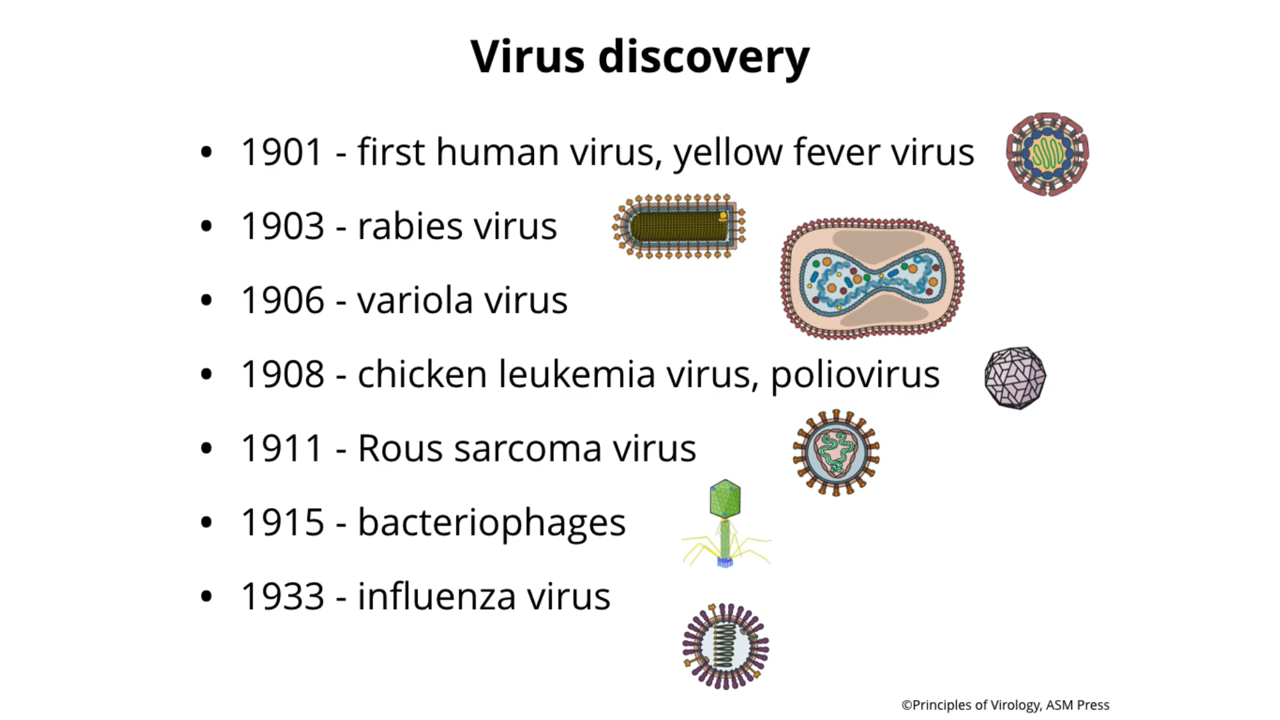 Virus discovery
• 1901 - first human virus, yellow fever virus
• 1903 - rabies virus
• 1906 - variola virus
• 1908 - chicken leukemia virus, poliovirus
• 1911 - Rous sarcoma virus
• 1915 - bacteriophages
• 1933 - influenza virus
©Principles of Virology, ASM Press